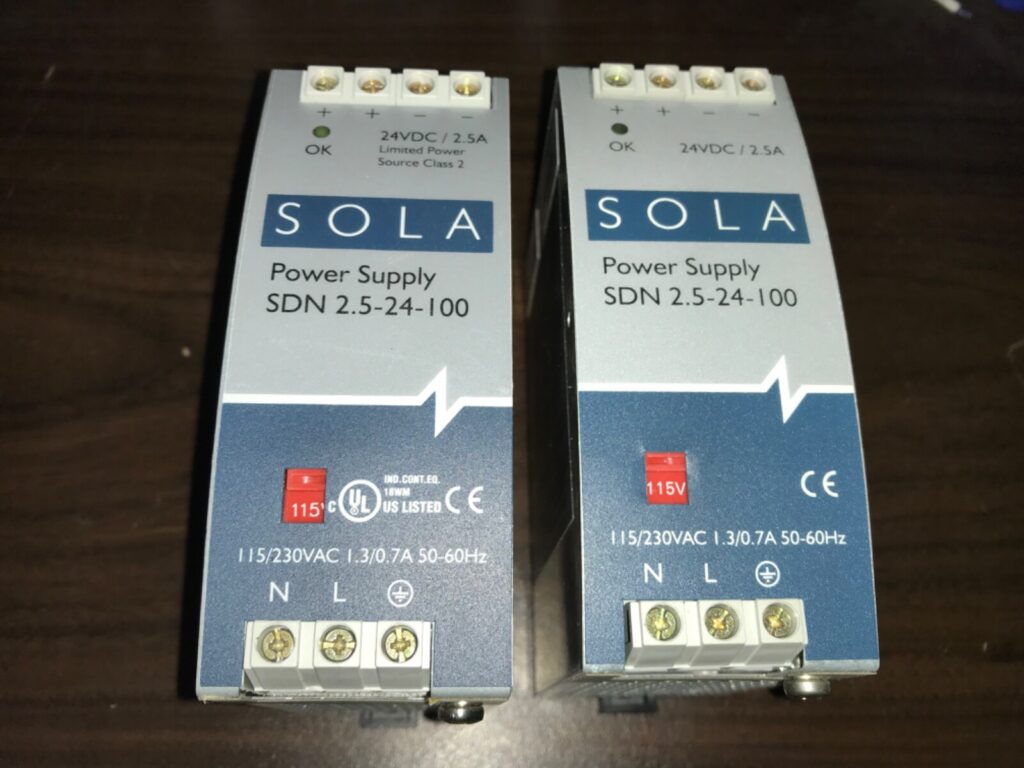 + + − −
OK
24VDC / 2.5A
Limited Power
Source Class 2
SOLA
Power Supply
SDN 2.5-24-100
115V
C UL US LISTED
IND.CONT.EQ.
18WM
CE
115/230VAC 1.3/0.7A 50-60Hz
N L
+ + − −
OK
24VDC / 2.5A
SOLA
Power Supply
SDN 2.5-24-100
115V
CE
115/230VAC 1.3/0.7A 50-60Hz
N L